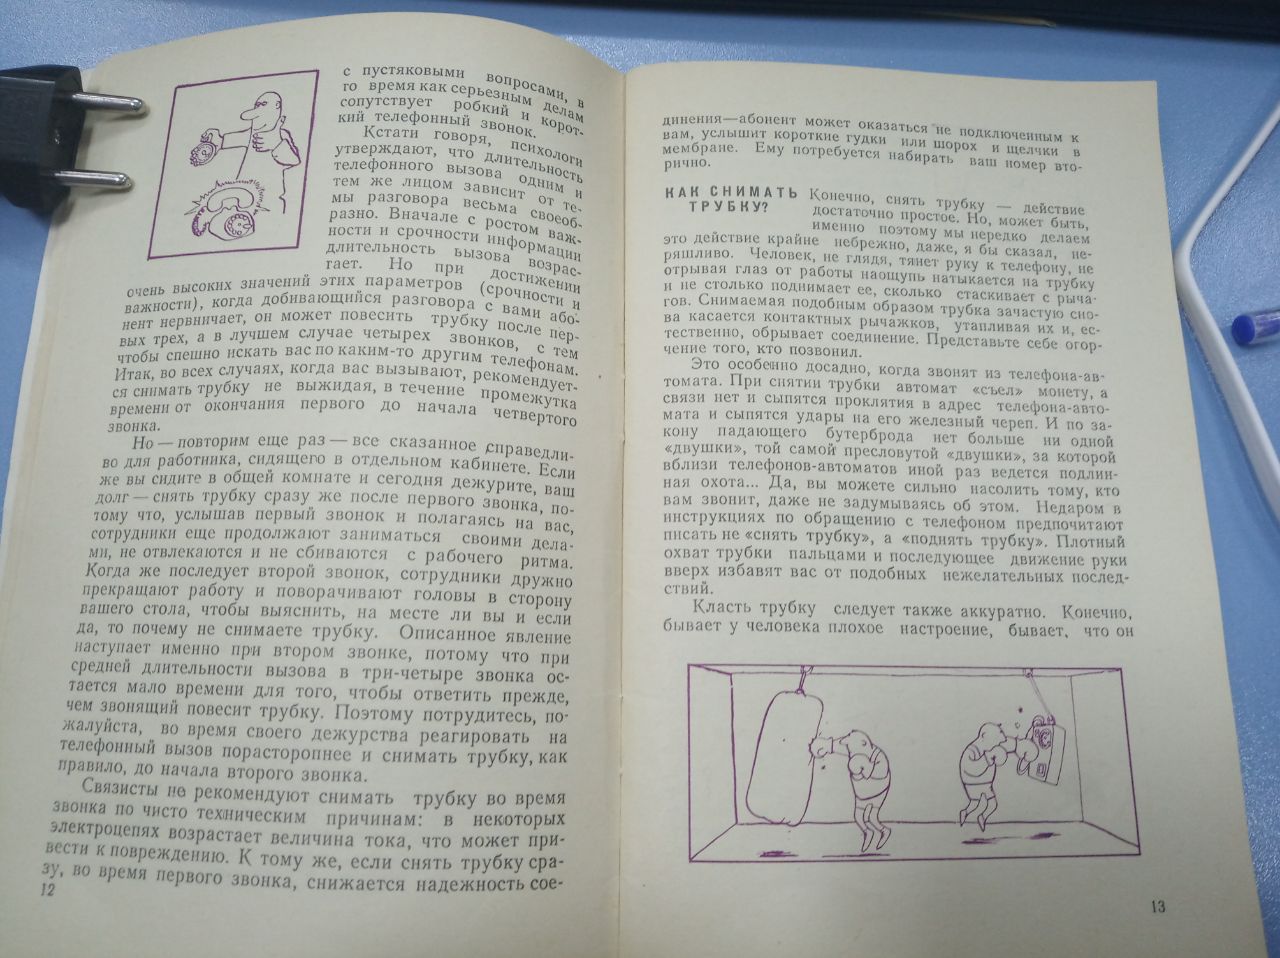 с пустяковыми вопросами, в
то время как серьезным делам
сопутствует робкий и корот-
кий телефонный звонок.
Кстати говоря, психологи
утверждают, что длительность
телефонного вызова одним и
тем же лицом зависит от те-
мы разговора весьма своеоб-
разно. Вначале с ростом важ-
ности и срочности информации
длительность вызова возрас-
тает. Но при достижении
очень высоких значений этих параметров (срочности и
важности), когда добивающийся разговора с вами або-
нент нервничает, он может повесить трубку после пер-
вых трех, а в лучшем случае четырех звонков, с тем
чтобы спешно искать вас по каким-то другим телефонам.
Итак, во всех случаях, когда вас вызывают, рекомендует-
ся снимать трубку не выжидая, в течение промежутка
времени от окончания первого до начала четвертого
звонка.
Но — повторим еще раз — все сказанное справедли-
во для работника, сидящего в отдельном кабинете. Если
же вы сидите в общей комнате и сегодня дежурите, ваш
долг — снять трубку сразу же после первого звонка, по-
тому что, услышав первый звонок и полагаясь на вас,
сотрудники еще продолжают заниматься своими дела-
ми, не отвлекаются и не сбиваются с рабочего ритма.
Когда же последует второй звонок, сотрудники дружно
прекращают работу и поворачивают головы в сторону
вашего стола, чтобы выяснить, на месте ли вы и если
да, то почему не снимаете трубку. Описанное явление
наступает именно при втором звонке, потому что при
средней длительности вызова в три-четыре звонка ос-
тается мало времени для того, чтобы ответить прежде,
чем звонящий повесит трубку. Поэтому потрудитесь, по-
жалуйста, во время своего дежурства реагировать на
телефонный вызов порасторопнее и снимать трубку, как
правило, до начала второго звонка.
Связисты не рекомендуют снимать трубку во время
звонка по чисто техническим причинам: в некоторых
электроцепях возрастает величина тока, что может при-
вести к повреждению. К тому же, если снять трубку сра-
зу, во время первого звонка, снижается надежность сое-
12
динения—абонент может оказаться не подключенным к
вам, услышит короткие гудки или шорох и щелчки в
мембране. Ему потребуется набирать ваш номер вто-
рично.
КАК СНИМАТЬ
ТРУБКУ?
Конечно, снять трубку — действие
достаточно простое. Но, может быть,
именно поэтому мы нередко делаем
это действие крайне небрежно, даже, я бы сказал, не-
ряшливо. Человек, не глядя, тянет руку к телефону, не
отрывая глаз от работы наощупь натыкается на трубку
и не столько поднимает ее, сколько стаскивает с рыча-
гов. Снимаемая подобным образом трубка зачастую сно-
ва касается контактных рычажков, утапливая их и, ес-
тественно, обрывает соединение. Представьте себе огор-
чение того, кто позвонил.
Это особенно досадно, когда звонят из телефона-ав-
томата. При снятии трубки автомат «съел» монету, а
связи нет и сыпятся проклятия в адрес телефона-авто-
мата и сыпятся удары на его железный череп. И по за-
кону падающего бутерброда нет больше ни одной
«двушки», той самой пресловутой «двушки», за которой
вблизи телефонов-автоматов иной раз ведется подлин-
ная охота... Да, вы можете сильно насолить тому, кто
вам звонит, даже не задумываясь об этом. Недаром в
инструкциях по обращению с телефоном предпочитают
писать не «снять трубку», а «поднять трубку». Плотный
охват трубки пальцами и последующее движение руки
вверх избавят вас от подобных нежелательных послед-
ствий.
Класть трубку следует также аккуратно. Конечно,
бывает у человека плохое настроение, бывает, что он
13